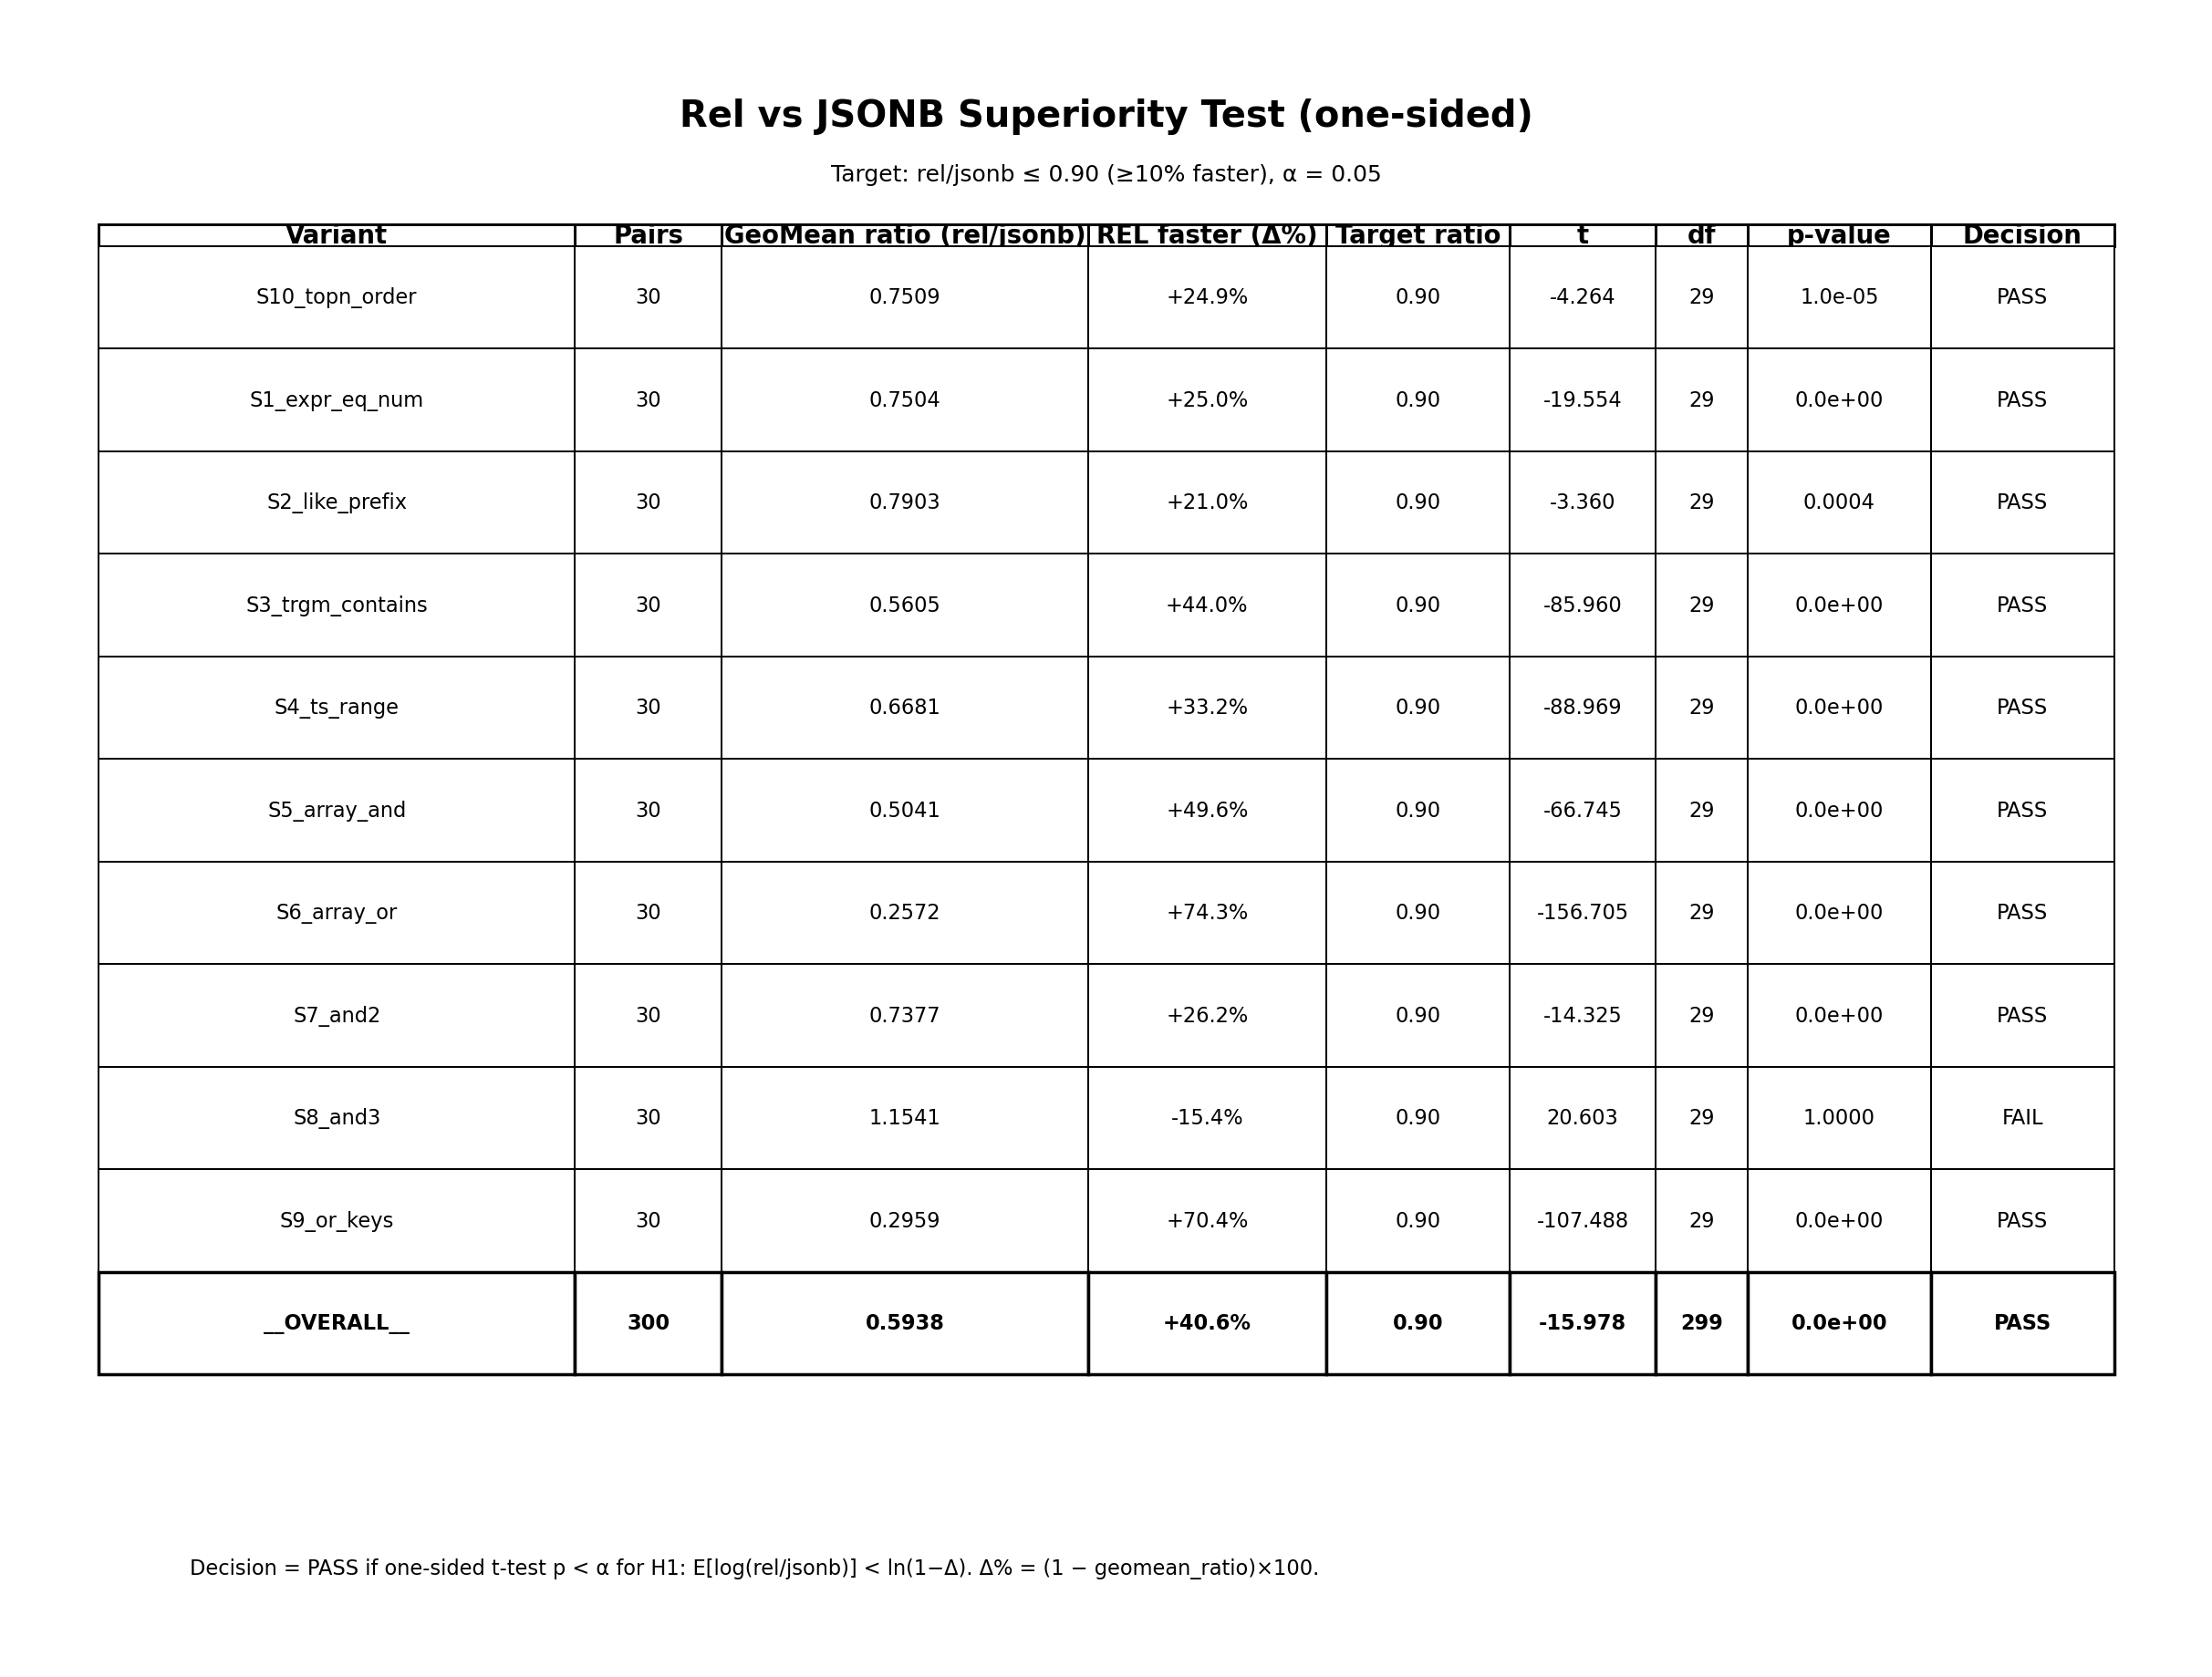 Rel vs JSONB Superiority Test (one-sided)
Target: rel/jsonb ≤ 0.90 (≥10% faster), α = 0.05
Variant Pairs GeoMean ratio (rel/jsonb) REL faster (Δ%) Target ratio t df p-value Decision
S10_topn_order 30 0.7509 +24.9% 0.90 -4.264 29 1.0e-05 PASS
S1_expr_eq_num 30 0.7504 +25.0% 0.90 -19.554 29 0.0e+00 PASS
S2_like_prefix 30 0.7903 +21.0% 0.90 -3.360 29 0.0004 PASS
S3_trgm_contains 30 0.5605 +44.0% 0.90 -85.960 29 0.0e+00 PASS
S4_ts_range 30 0.6681 +33.2% 0.90 -88.969 29 0.0e+00 PASS
S5_array_and 30 0.5041 +49.6% 0.90 -66.745 29 0.0e+00 PASS
S6_array_or 30 0.2572 +74.3% 0.90 -156.705 29 0.0e+00 PASS
S7_and2 30 0.7377 +26.2% 0.90 -14.325 29 0.0e+00 PASS
S8_and3 30 1.1541 -15.4% 0.90 20.603 29 1.0000 FAIL
S9_or_keys 30 0.2959 +70.4% 0.90 -107.488 29 0.0e+00 PASS
__OVERALL__ 300 0.5938 +40.6% 0.90 -15.978 299 0.0e+00 PASS
Decision = PASS if one-sided t-test p < α for H1: E[log(rel/jsonb)] < ln(1−Δ). Δ% = (1 − geomean_ratio)×100.